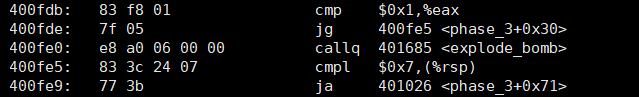 400fdb: 83 f8 01 cmp $0x1,%eax
400fde: 7f 05 jg 400fe5 <phase_3+0x30>
400fe0: e8 a0 06 00 00 callq 401685 <explode_bomb>
400fe5: 83 3c 24 07 cmpl $0x7,(%rsp)
400fe9: 77 3b ja 401026 <phase_3+0x71>